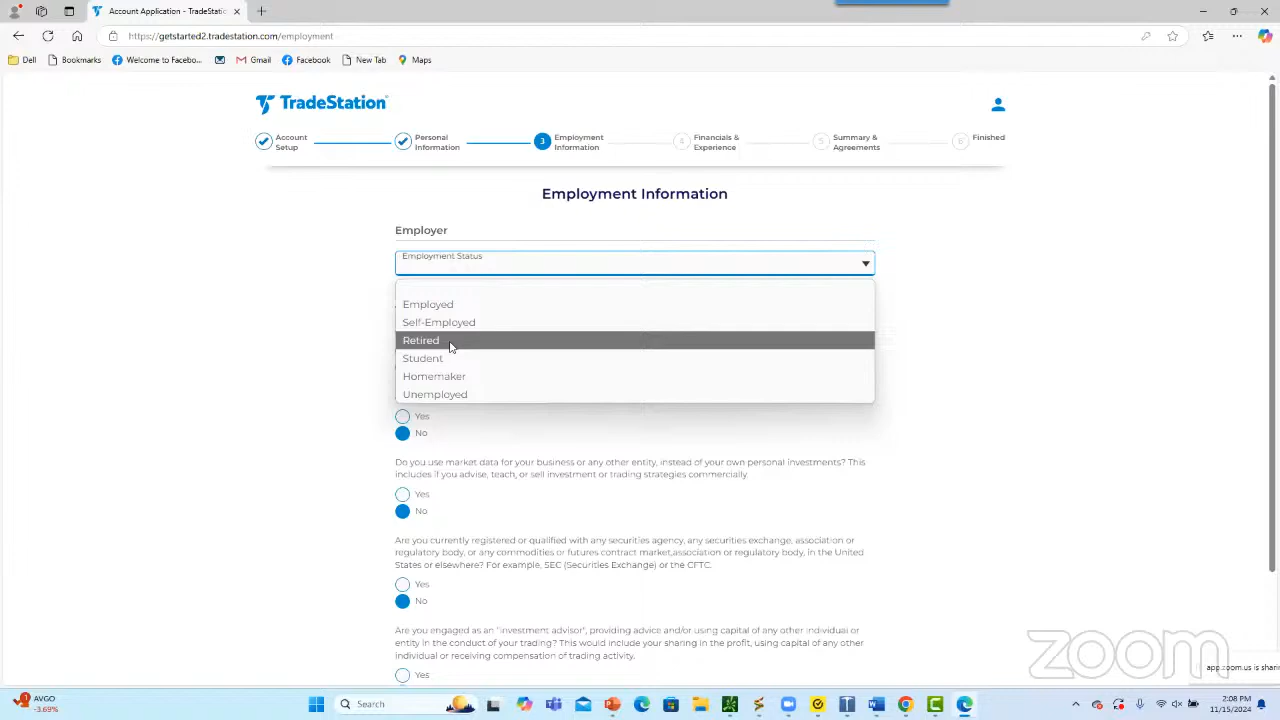 Account Application - TradeStatio
https://getstarted2.tradestation.com/employment
Dell
Bookmarks
Welcome to Facebo...
Gmail
Facebook
New Tab
Maps
TradeStation
Account Setup
Personal Information
3
Employment Information
4
Financials & Experience
5
Summary & Agreements
6
Finished
Employment Information
Employer
Employment Status
Employed
Self-Employed
Retired
Student
Homemaker
Unemployed
Yes
No
Do you use market data for your business or any other entity, instead of your own personal investments? This
includes if you advise, teach, or sell investment or trading strategies commercially.
Yes
No
Are you currently registered or qualified with any securities agency, any securities exchange, association or
regulatory body, or any commodities or futures contract market,association or regulatory body, in the United
States or elsewhere? For example, SEC (Securities Exchange) or the CFTC.
Yes
No
Are you engaged as an "investment advisor", providing advice and/or using capital of any other individual or
entity in the conduct of your trading? This would include your sharing in the profit, using capital of any other
individual or receiving compensation of trading activity.
Yes
zoom
app.zoom.us is sharin
1
AVGO
-3.69%
Search
2:08 PM
11/15/2024